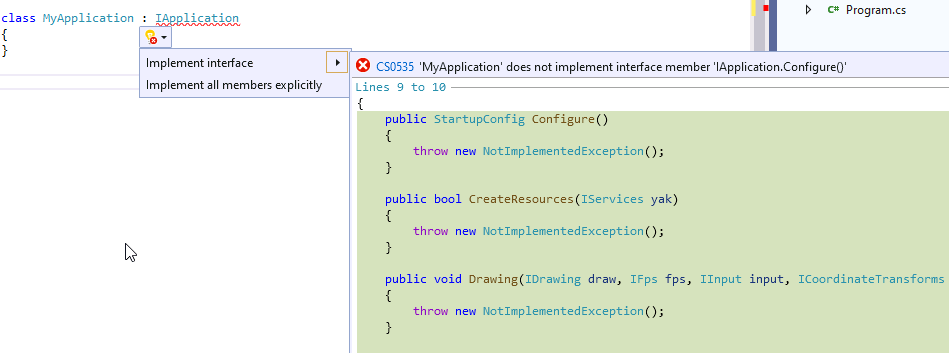 class MyApplication : IApplication
{
}
Implement interface
Implement all members explicitly
C# Program.cs
CS0535 'MyApplication' does not implement interface member 'IApplication.Configure()'
Lines 9 to 10
{
public StartupConfig Configure()
{
throw new NotImplementedException();
}
public bool CreateResources(IServices yak)
{
throw new NotImplementedException();
}
public void Drawing(IDrawing draw, IFps fps, IInput input, ICoordinateTransforms
{
throw new NotImplementedException();
}